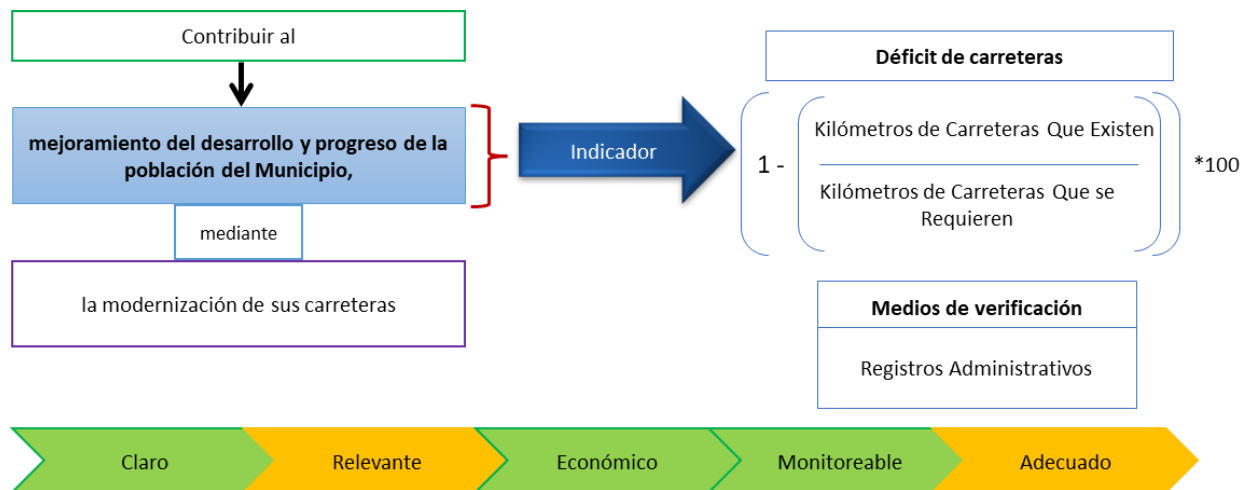 Contribuir al
mejoramiento del desarrollo y progreso de la
población del Municipio,
mediante
la modernización de sus carreteras
Indicador
Déficit de carreteras
1 -
Kilómetros de Carreteras Que Existen
Kilómetros de Carreteras Que se
Requieren
*100
Medios de verificación
Registros Administrativos
Claro
Relevante
Económico
Monitoreable
Adecuado